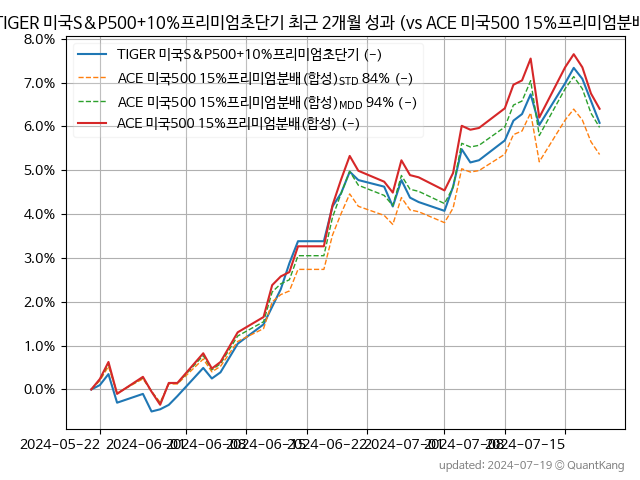 TIGER 미국S&P500+10%프리미엄초단기 최근 2개월 성과 (vs ACE 미국500 15%프리미엄분배
8.0%
7.0%
6.0%
5.0%
4.0%
3.0%
2.0%
1.0%
0.0%
TIGER 미국S&P500+10%프리미엄초단기 (-)
ACE 미국500 15%프리미엄분배(합성)STD 84% (-)
ACE 미국500 15%프리미엄분배(합성)MDD 94% (-)
ACE 미국500 15%프리미엄분배(합성) (-)
2024-05-22 2024-06-01 2024-06-08 2024-06-15 2024-06-22 2024-07-01 2024-07-08 2024-07-15
updated: 2024-07-19 © QuantKang